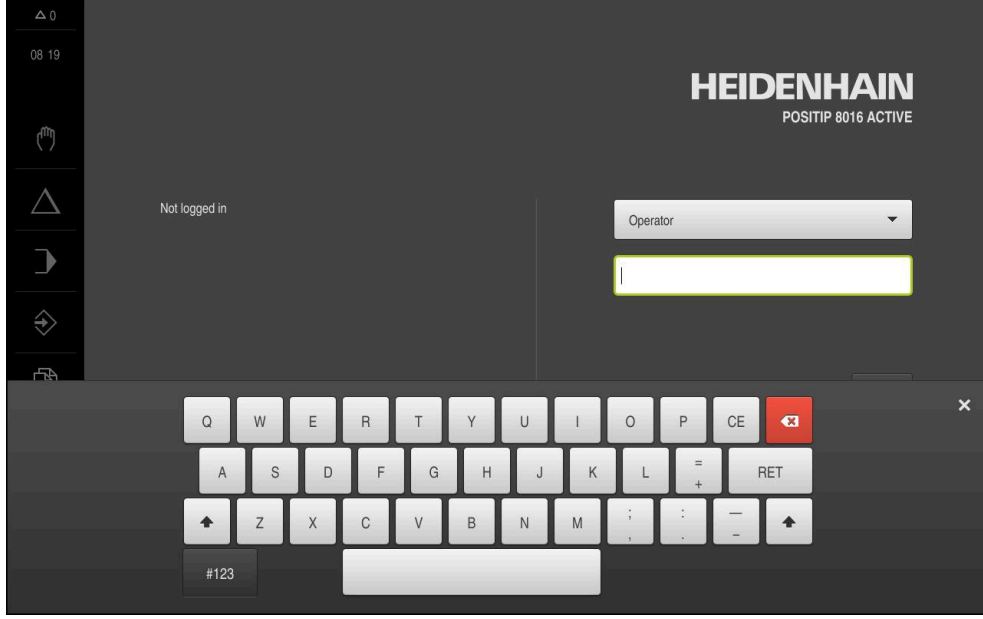 0
08 19
HEIDENHAIN
POSITIP 8016 ACTIVE
Not logged in
Operator
Q W E R T Y U I O P CE
A S D F G H J K L = + RET
Z X C V B N M ; , : . — –
#123